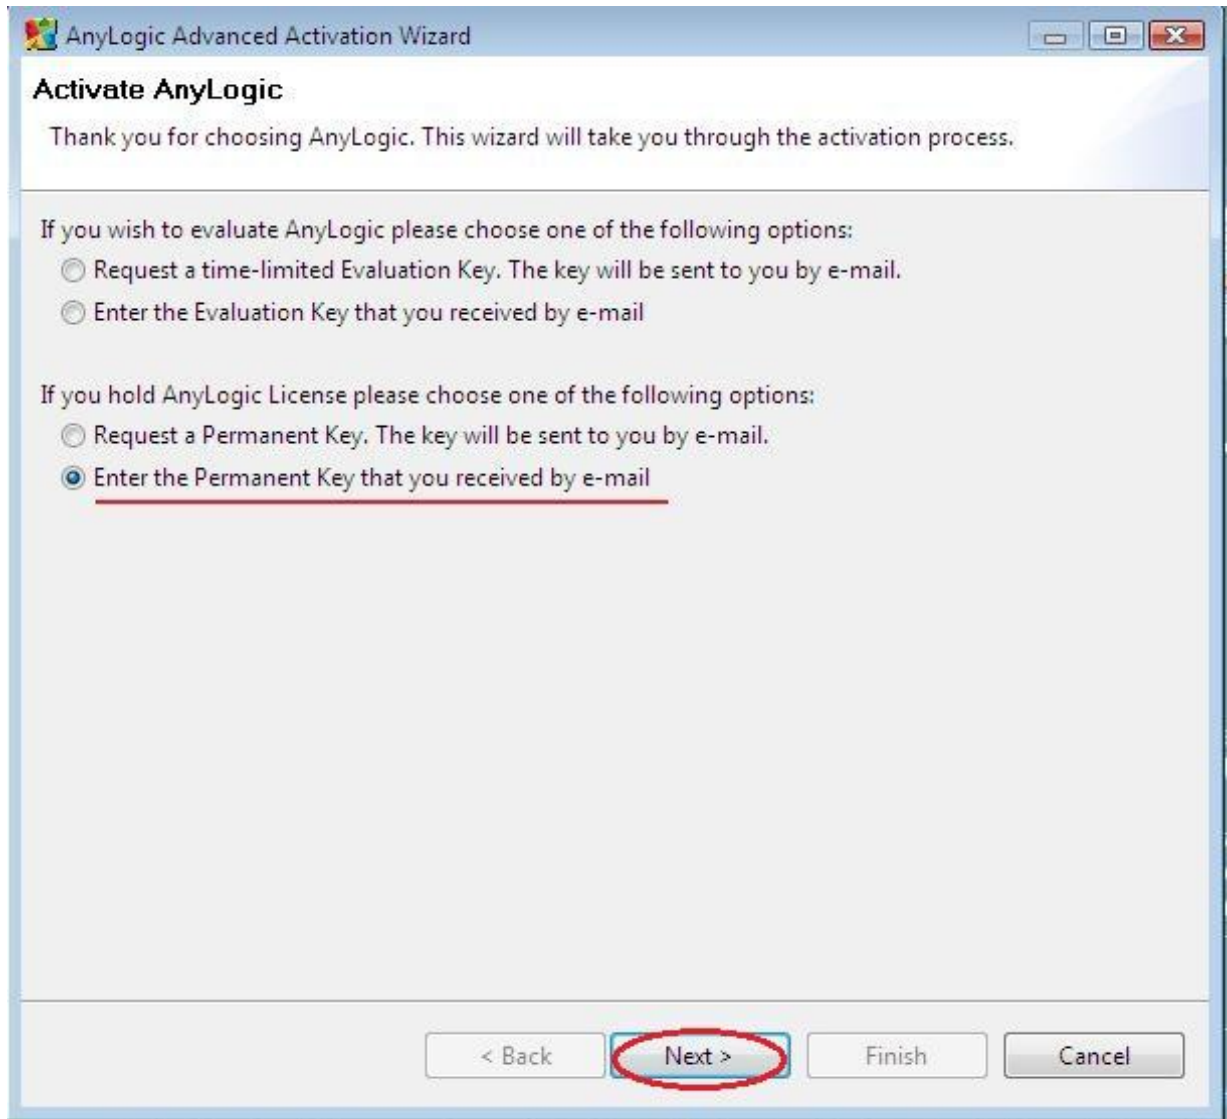 AnyLogic Advanced Activation Wizard
Activate AnyLogic
Thank you for choosing AnyLogic. This wizard will take you through the activation process.
If you wish to evaluate AnyLogic please choose one of the following options:
Request a time-limited Evaluation Key. The key will be sent to you by e-mail.
Enter the Evaluation Key that you received by e-mail
If you hold AnyLogic License please choose one of the following options:
Request a Permanent Key. The key will be sent to you by e-mail.
Enter the Permanent Key that you received by e-mail
< Back Next > Finish Cancel